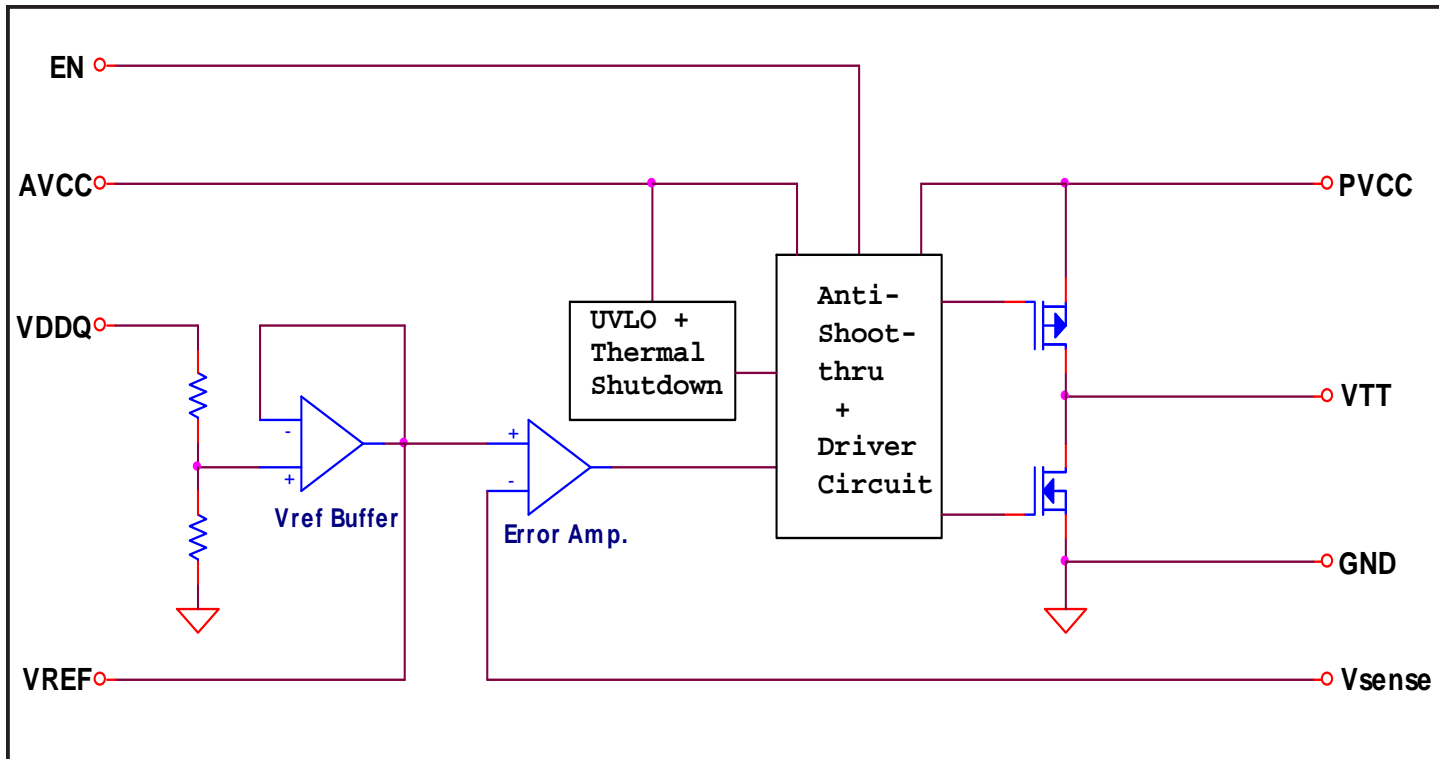 EN
AVCC
PVCC
Anti-
Shoot-
thru
+
Driver
Circuit
UVLO +
Thermal
Shutdown
VDDQ
VTT
-
+
Vref Buffer
+
-
Error Amp.
GND
VREF
Vsense